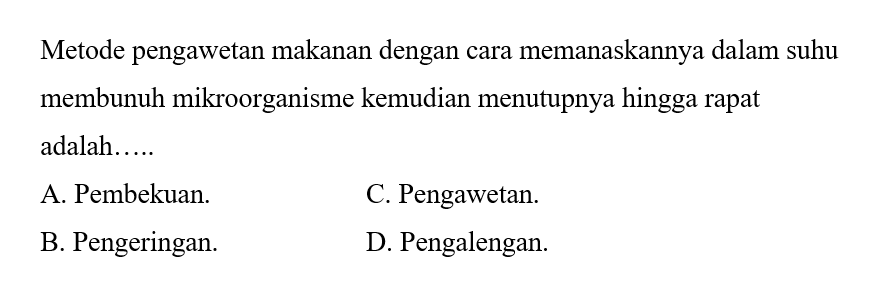 Metode pengawetan makanan dengan cara memanaskannya dalam suhu
membunuh mikroorganisme kemudian menutupnya hingga rapat
adalah…..
A. Pembekuan. C. Pengawetan.
B. Pengeringan. D. Pengalengan.